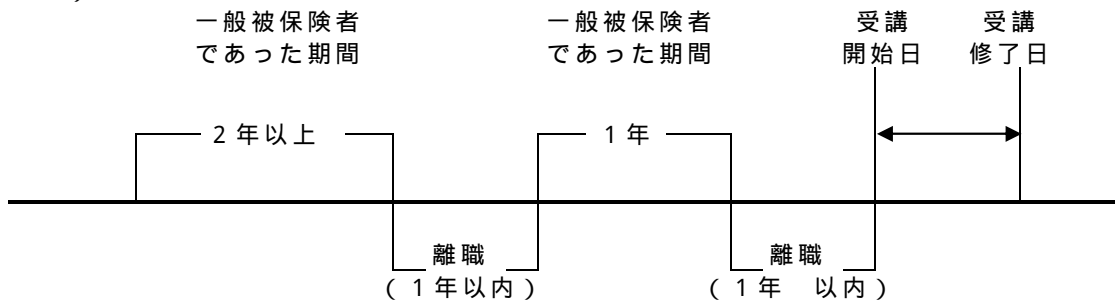 一般被保険者
であった期間
一般被保険者
であった期間
受講
開始日
受講
修了日
2年以上
1年
離職
(1年以内)
離職
(1年 以内)